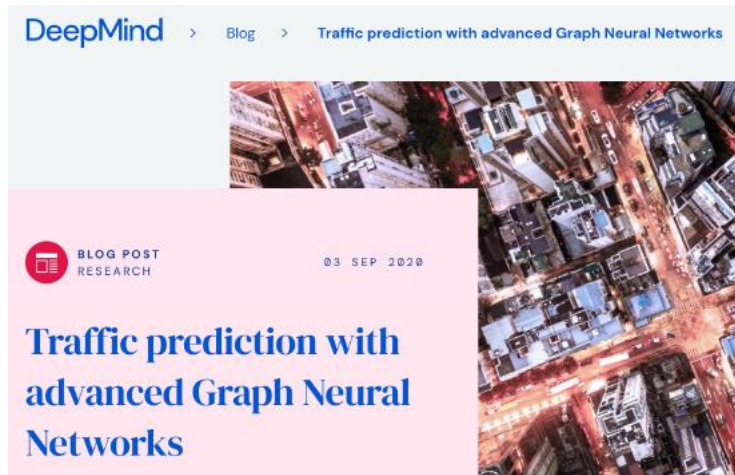 DeepMind > Blog > Traffic prediction with advanced Graph Neural Networks
BLOG POST
RESEARCH
03 SEP 2020
Traffic prediction with
advanced Graph Neural
Networks